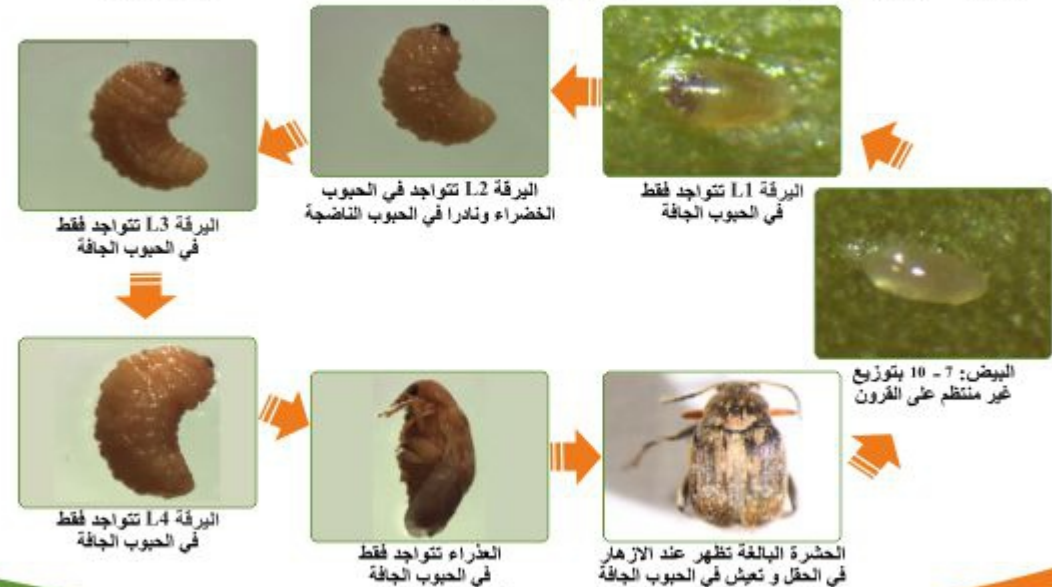 اليرقة L1 تتواجد فقط
في الحبوب الجافة
اليرقة L2 تتواجد في الحبوب
الخضراء ونادرا في الحبوب الناضجة
اليرقة L3 تتواجد فقط
في الحبوب الجافة
البيض: 7 - 10 بتوزيع
غير منتظم على القرون
اليرقة L4 تتواجد فقط
في الحبوب الجافة
العذراء تتواجد فقط
في الحبوب الجافة
الحشرة البالغة تظهر عند الازهار
في الحقل و تعيش في الحبوب الجافة